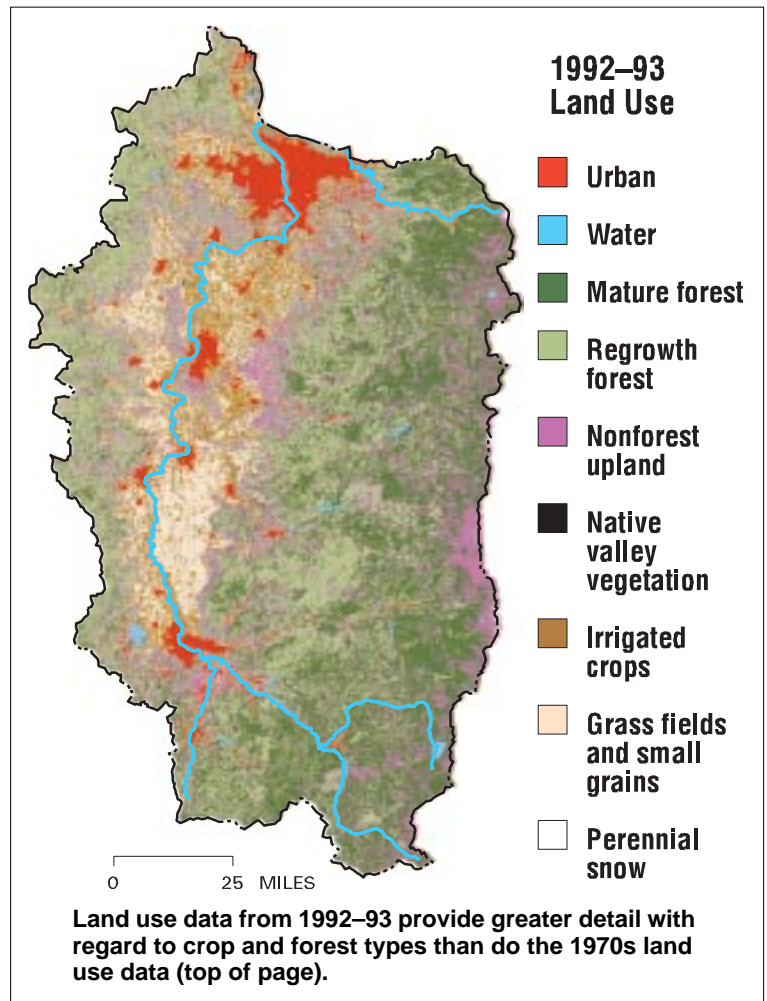 1992–93
Land Use
Urban
Water
Mature forest
Regrowth
forest
Nonforest
upland
Native
valley
vegetation
Irrigated
crops
Grass fields
and small
grains
Perennial
snow
0 25 MILES
Land use data from 1992–93 provide greater detail with
regard to crop and forest types than do the 1970s land
use data (top of page).